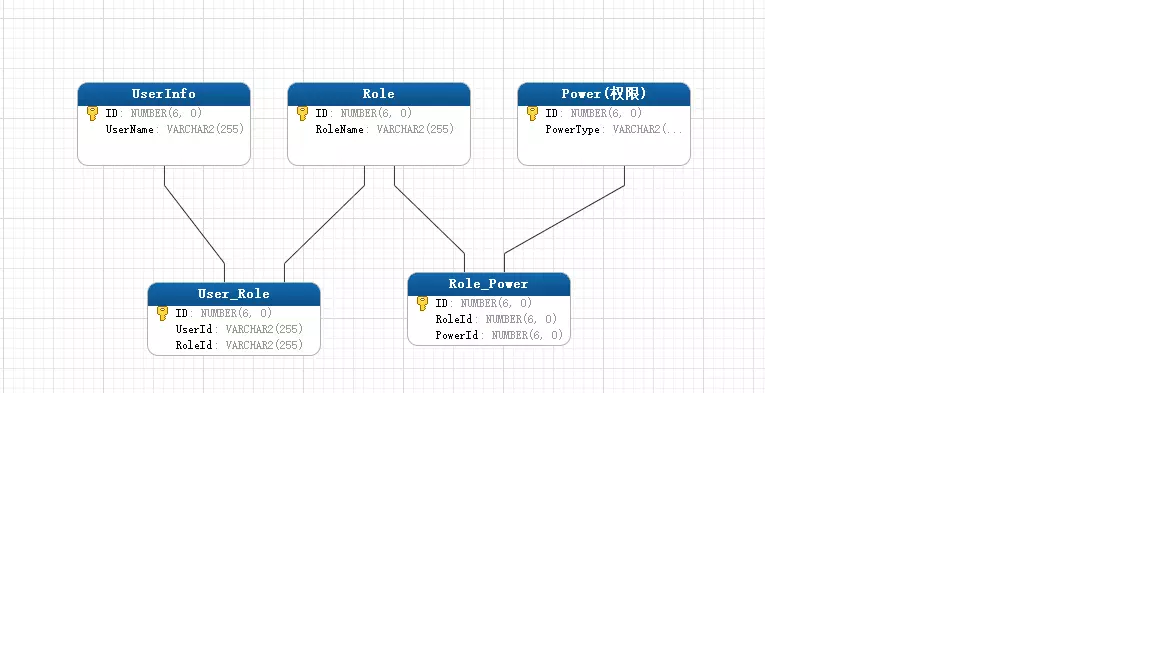 UserInfo
ID: NUMBER(6, 0)
UserName: VARCHAR2(255)
Role
ID: NUMBER(6, 0)
RoleName: VARCHAR2(255)
Power(权限)
ID: NUMBER(6, 0)
PowerType: VARCHAR2(...
User_Role
ID: NUMBER(6, 0)
UserId: VARCHAR2(255)
RoleId: VARCHAR2(255)
Role_Power
ID: NUMBER(6, 0)
RoleId: NUMBER(6, 0)
PowerId: NUMBER(6, 0)